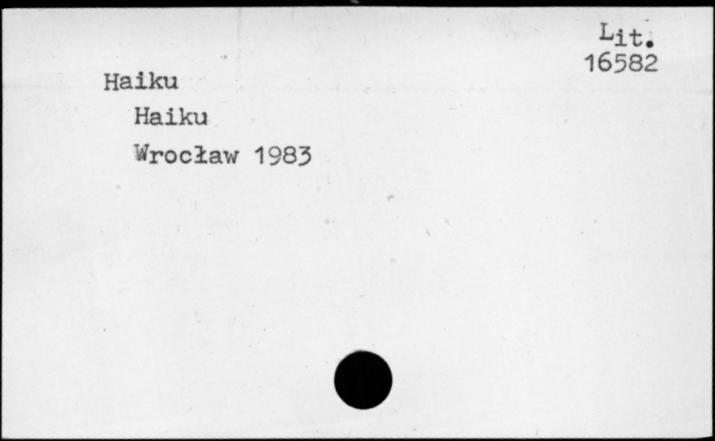 Lit.
16582
Haiku
Haiku
Wrocław 1983